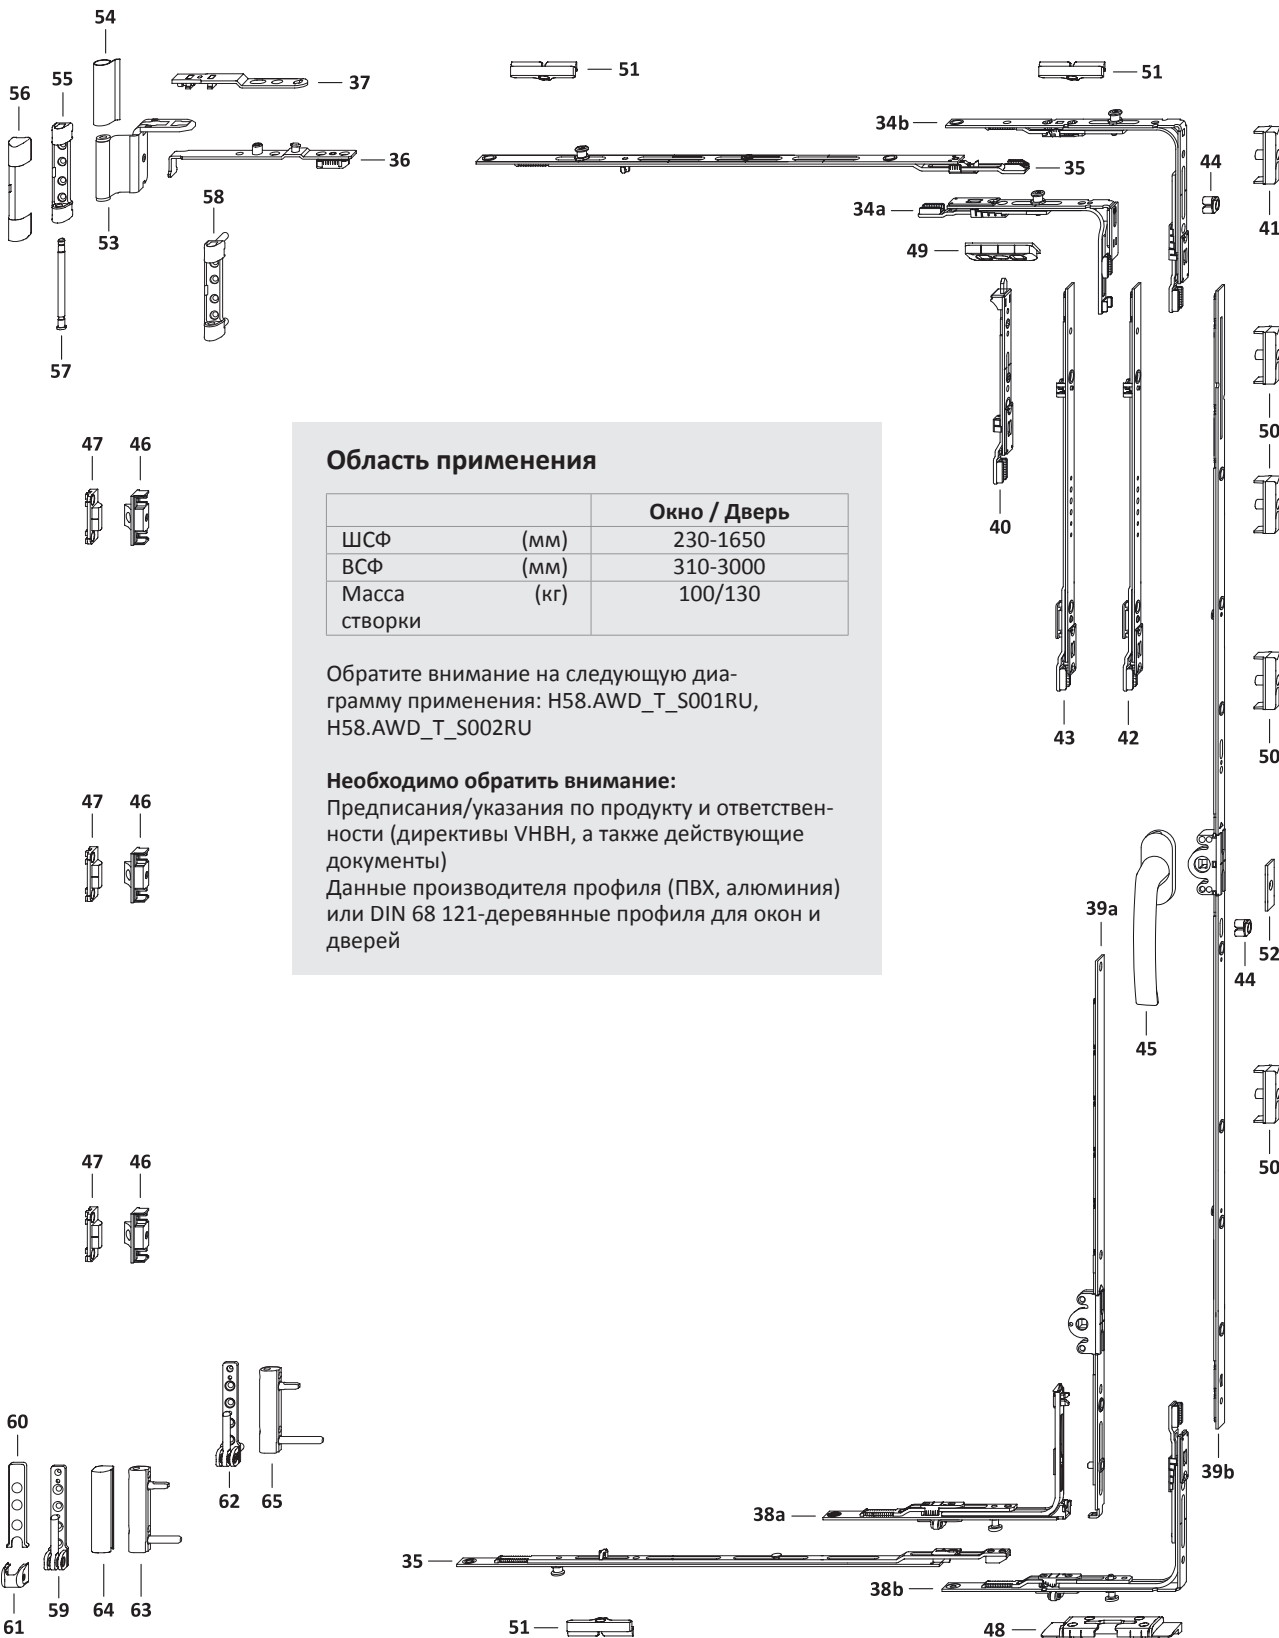 54
51
51
55
37
56
34b
36
35
44
58
34a
41
53
49
57
50
47 46
Область применения
Окно / Дверь
ШСФ (мм) 230-1650
ВСФ (мм) 310-3000
Масса (кг) 100/130
створки
Обратите внимание на следующую диа-
грамму применения: H58.AWD_T_S001RU,
H58.AWD_T_S002RU
Необходимо обратить внимание:
Предписания/указания по продукту и ответствен-
ности (директивы VHBH, а также действующие
документы)
Данные производителя профиля (ПВХ, алюминия)
или DIN 68 121-деревянные профиля для окон и
дверей
40
43 42
50
47 46
39a
52
44
45
50
47 46
60
62 65
39b
38a
35
38b
59 64 63
61
51
48